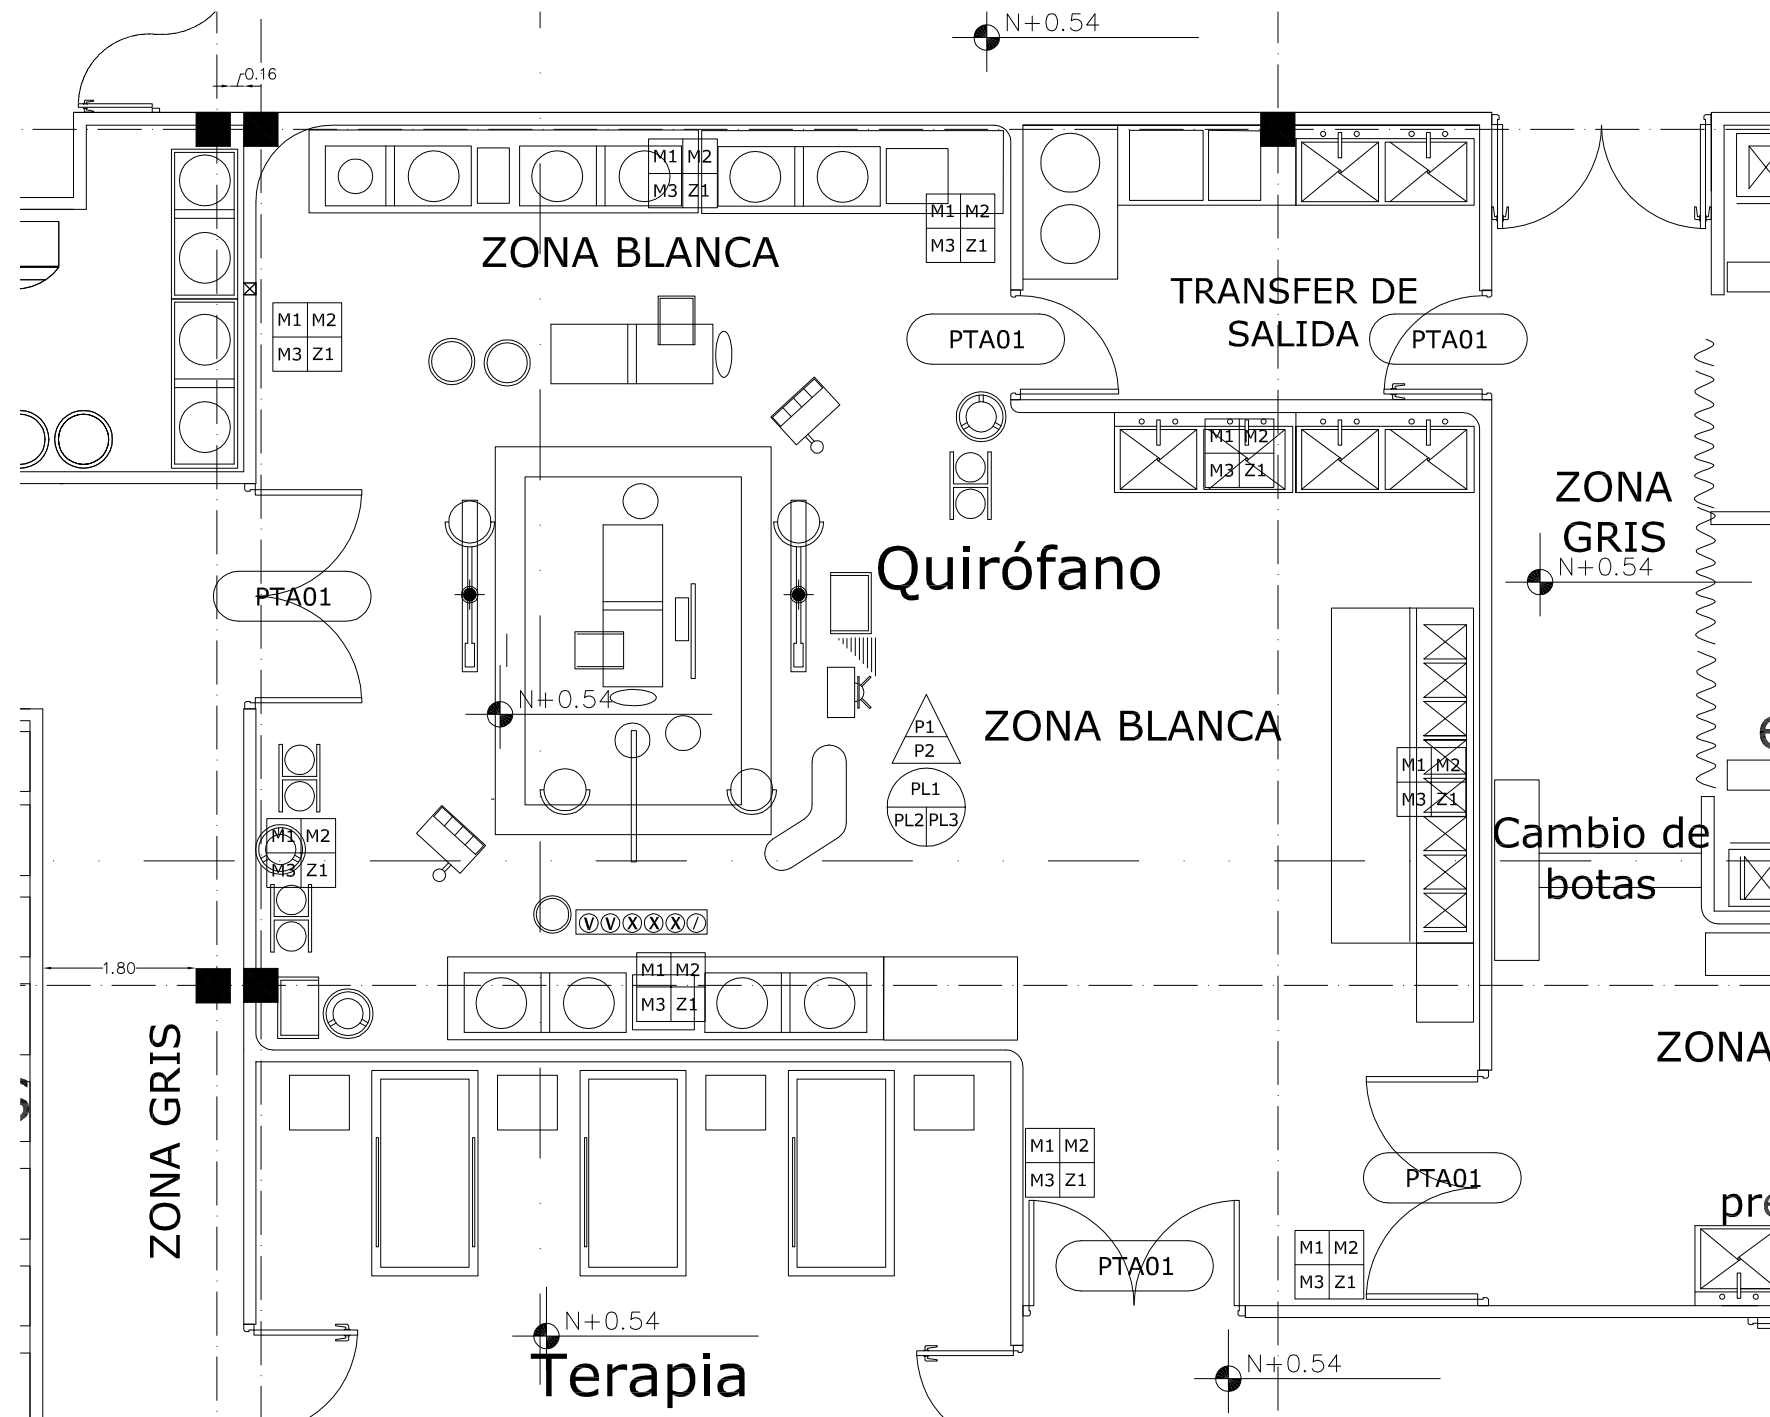 N+0.54
0.16
M1 M2
M3 Z1
M1 M2
M3 Z1
ZONA BLANCA
TRANSFER DE
SALIDA
M1 M2
M3 Z1
PTA01
PTA01
M1 M2
M3 Z1
ZONA
GRIS
Quirófano
N+0.54
PTA01
N+0.54
P1
P2
ZONA BLANCA
M1 M2
M3 Z1
PL1
PL2 PL3
Cambio de
botas
M1 M2
M3 Z1
V V X X X /
M1 M2
M3 Z1
1.80
ZONA GRIS
ZONA
M1 M2
M3 Z1
PTA01
pre
M1 M2
M3 Z1
PTA01
N+0.54
Terapia
N+0.54